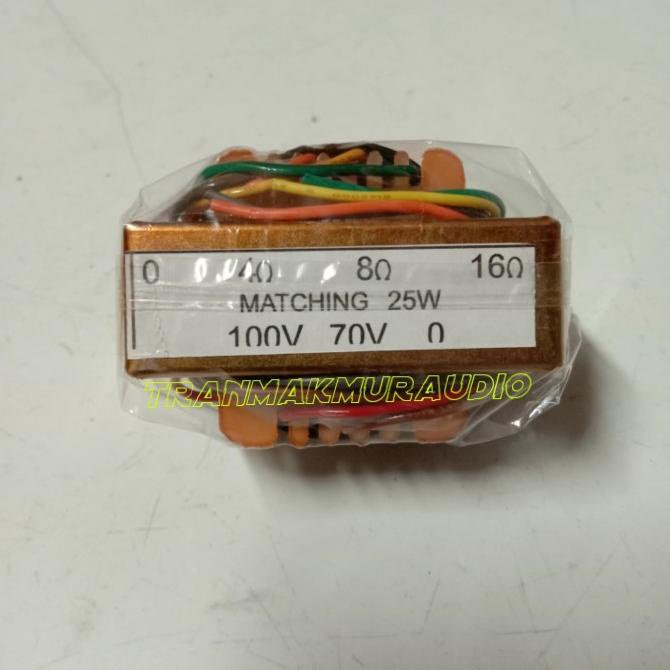 0 4Ω 8Ω 16Ω
MATCHING 25W
100V 70V 0
TRANMAKMURAUDIO